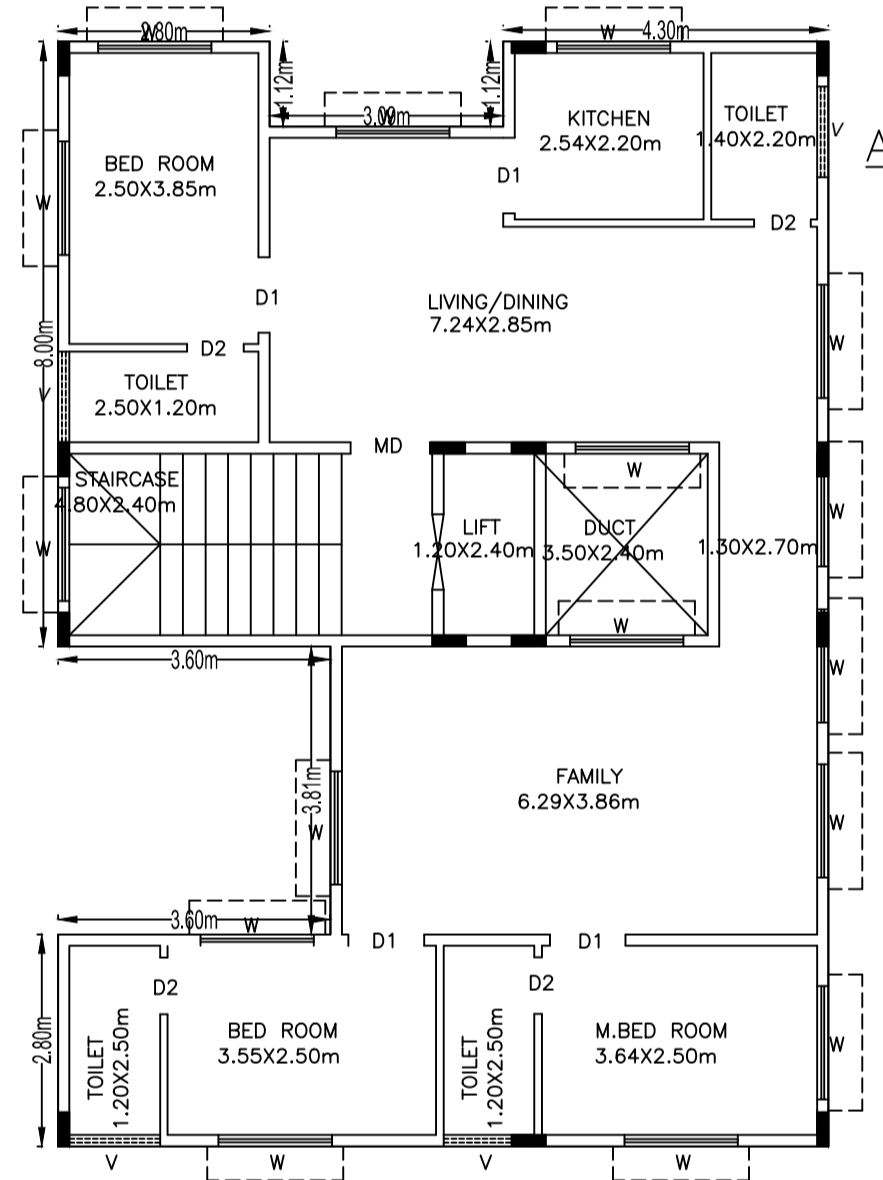 2.80m
W
W
4.30m
1.12m
1.12m
3.09m
W
KITCHEN
2.54X2.20m
TOILET
1.40X2.20m
V
A
BED ROOM
2.50X3.85m
D1
W
D2
D1
LIVING/DINING
7.24X2.85m
W
8.00m
D2
TOILET
2.50X1.20m
V
MD
W
STAIRCASE
4.80X2.40m
LIFT
1.20X2.40m
DUCT
3.50X2.40m
1.30X2.70m
W
W
W
3.60m
W
3.81m
FAMILY
6.29X3.86m
W
W
3.60m
W
D1
D1
D2
D2
2.80m
TOILET
1.20X2.50m
BED ROOM
3.55X2.50m
TOILET
1.20X2.50m
M.BED ROOM
3.64X2.50m
W
V
W
V
W